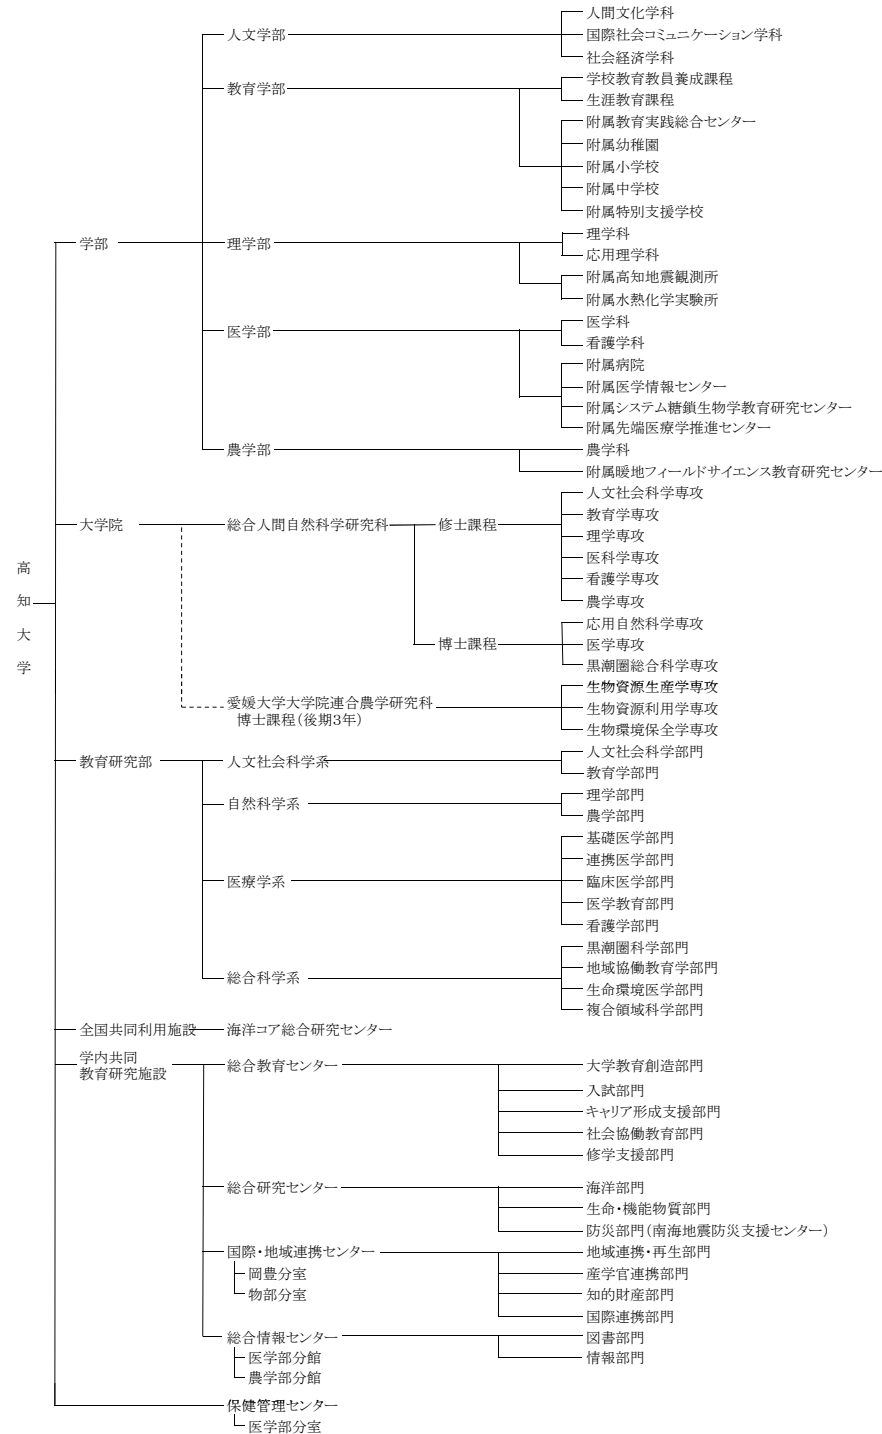 高知大学
学部
人文学部
人間文化学科
国際社会コミュニケーション学科
社会経済学科
教育学部
学校教育教員養成課程
生涯教育課程
附属教育実践総合センター
附属幼稚園
附属小学校
附属中学校
附属特別支援学校
理学部
理学科
応用理学科
附属高知地震観測所
附属水熱化学実験所
医学部
医学科
看護学科
附属病院
附属医学情報センター
附属システム糖鎖生物学教育研究センター
附属先端医療学推進センター
農学部
農学科
附属暖地フィールドサイエンス教育研究センター
大学院
総合人間自然科学研究科
修士課程
人文社会科学専攻
教育学専攻
理学専攻
医科学専攻
看護学専攻
農学専攻
博士課程
応用自然科学専攻
医学専攻
黒潮圏総合科学専攻
愛媛大学大学院連合農学研究科
博士課程（後期3年）
生物資源生産学専攻
生物資源利用学専攻
生物環境保全学専攻
教育研究部
人文社会科学系
人文社会科学部門
教育学部門
自然科学系
理学部門
農学部門
医療学系
基礎医学部門
連携医学部門
臨床医学部門
医学教育部門
看護学部門
総合科学系
黒潮圏科学部門
地域協働教育学部門
生命環境医学部門
複合領域科学部門
全国共同利用施設
海洋コア総合研究センター
学内共同
教育研究施設
総合教育センター
大学教育創造部門
入試部門
キャリア形成支援部門
社会協働教育部門
修学支援部門
総合研究センター
海洋部門
生命・機能物質部門
防災部門（南海地震防災支援センター）
国際・地域連携センター
岡豊分室
物部分室
地域連携・再生部門
産学官連携部門
知的財産部門
国際連携部門
総合情報センター
医学部分館
農学部分館
図書部門
情報部門
保健管理センター
医学部分室